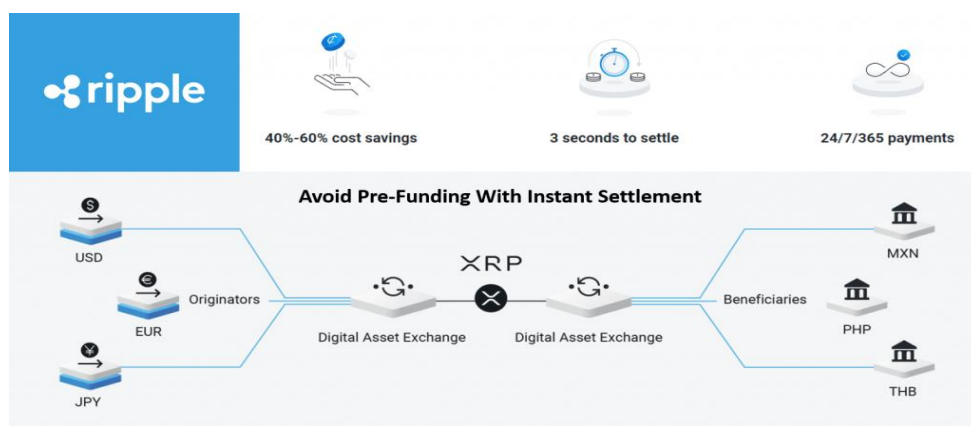 ripple
40%-60% cost savings
3 seconds to settle
24/7/365 payments
Avoid Pre-Funding With Instant Settlement
$
USD
€
EUR
¥
JPY
Originators
Digital Asset Exchange
XRP
Digital Asset Exchange
Beneficiaries
MXN
PHP
THB